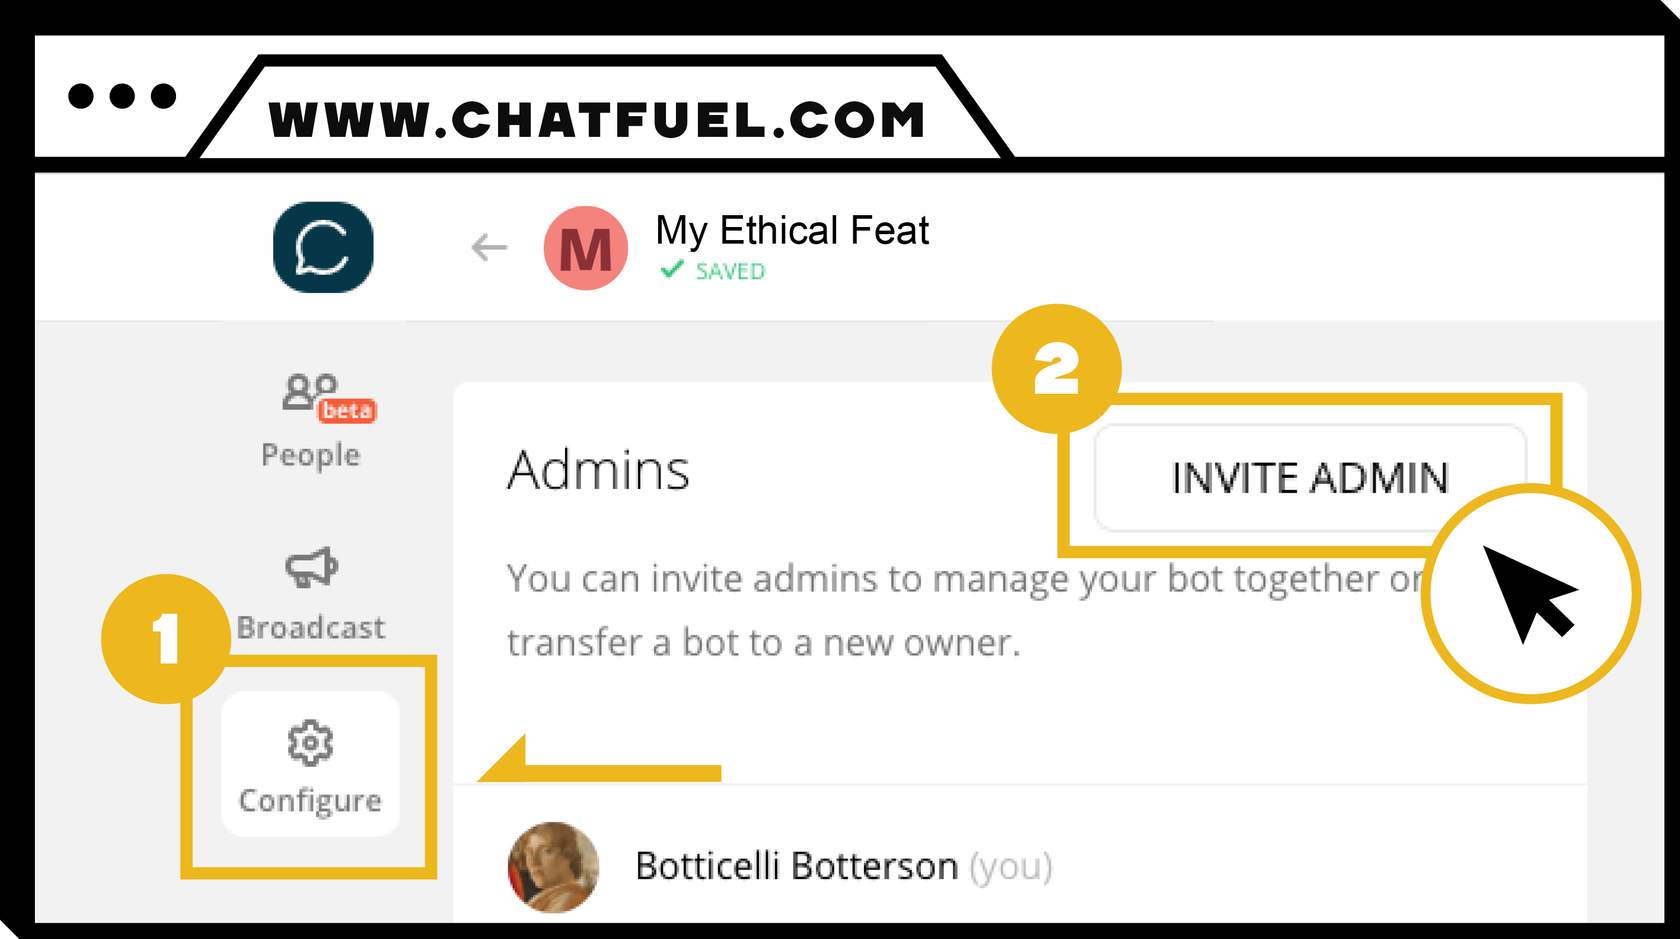 WWW.CHATFUEL.COM
M
My Ethical Feat
SAVED
beta
People
Broadcast
1
Configure
2
Admins
INVITE ADMIN
You can invite admins to manage your bot together or
transfer a bot to a new owner.
Botticelli Botterson (you)